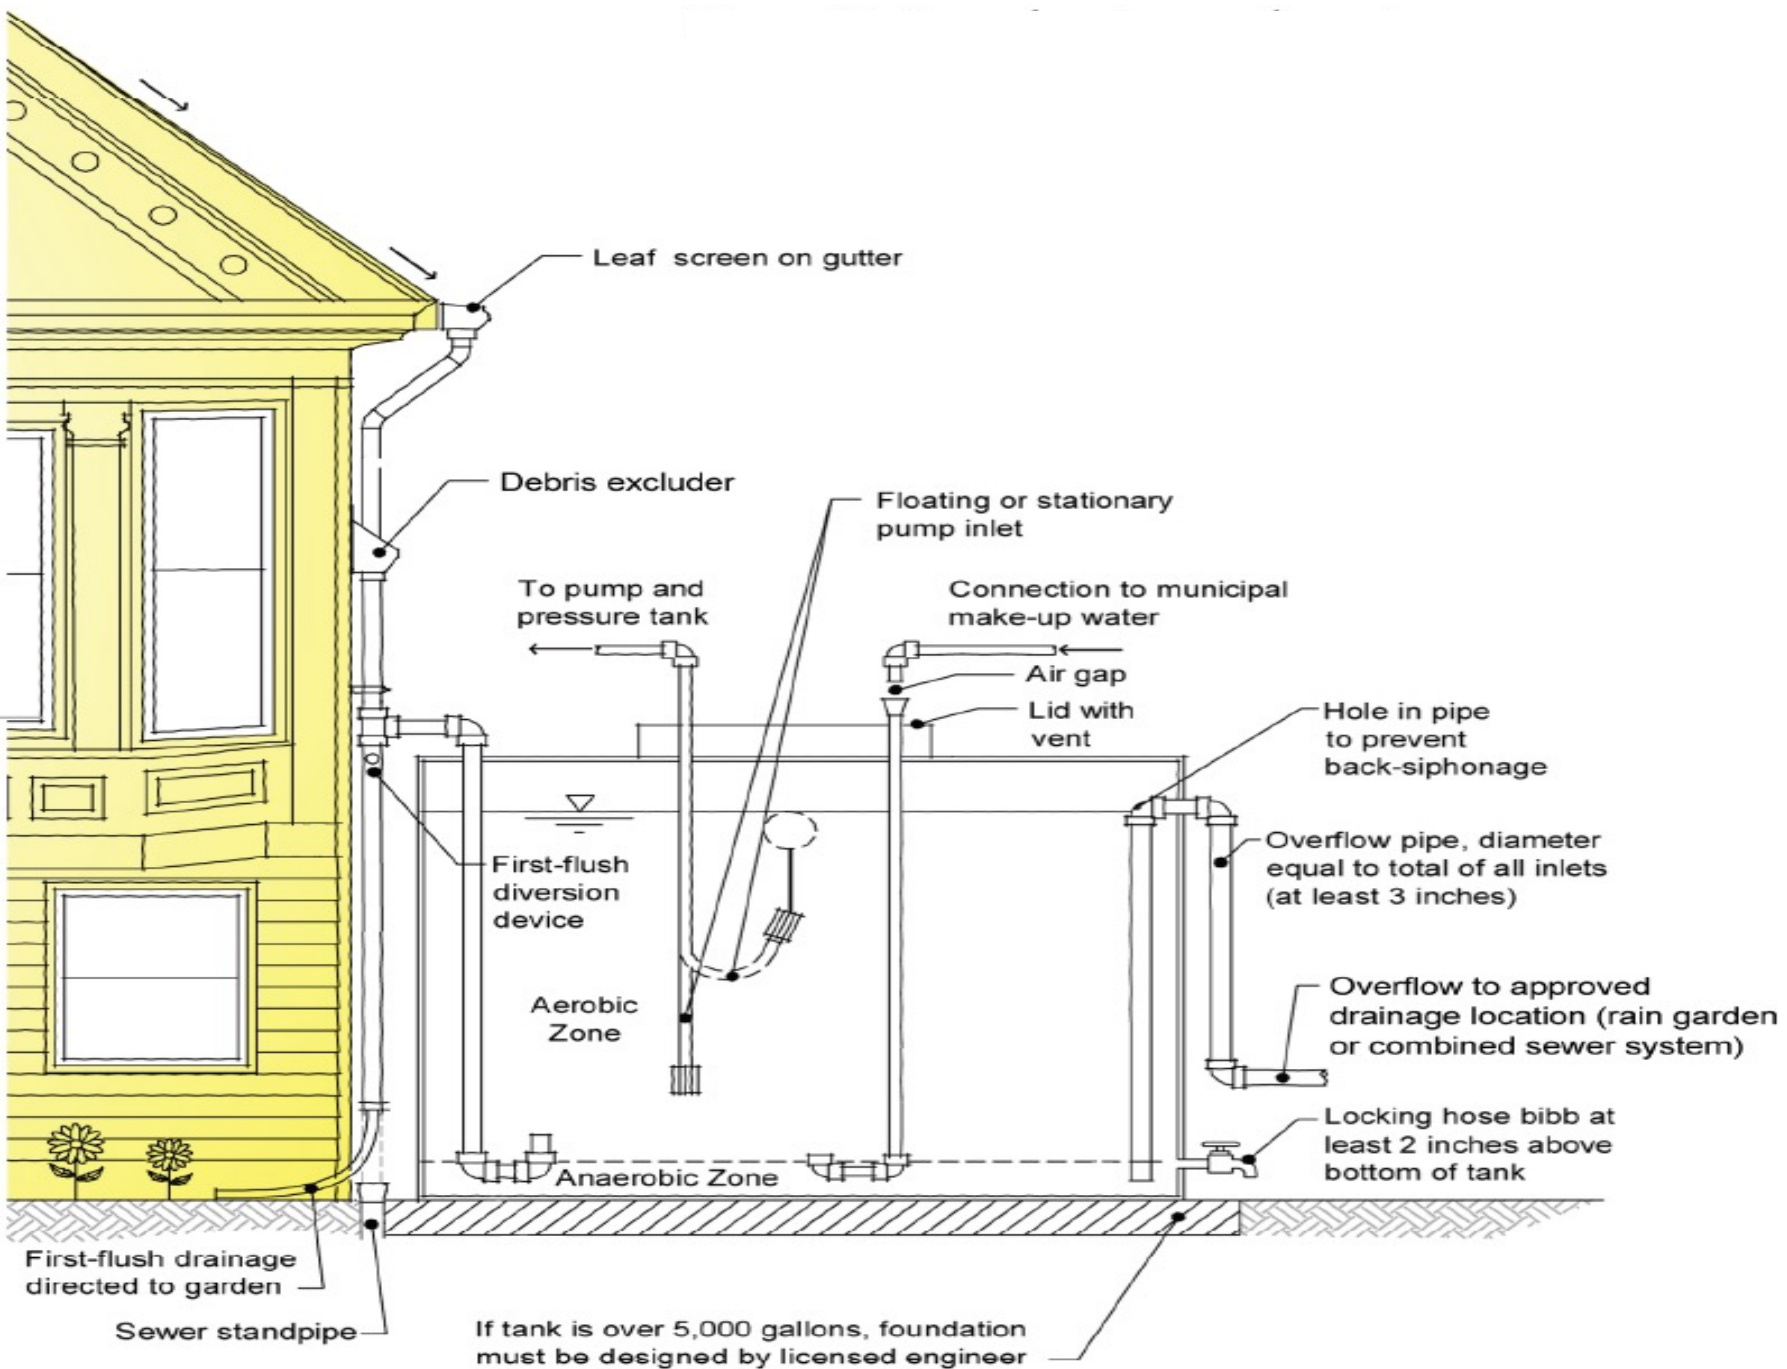 Leaf screen on gutter
Debris excluder
Floating or stationary
pump inlet
To pump and
pressure tank
Connection to municipal
make-up water
Air gap
Lid with
vent
Hole in pipe
to prevent
back-siphonage
First-flush
diversion
device
Overflow pipe, diameter
equal to total of all inlets
(at least 3 inches)
Aerobic
Zone
Overflow to approved
drainage location (rain garden
or combined sewer system)
Locking hose bibb at
least 2 inches above
bottom of tank
Anaerobic Zone
First-flush drainage
directed to garden
Sewer standpipe
If tank is over 5,000 gallons, foundation
must be designed by licensed engineer